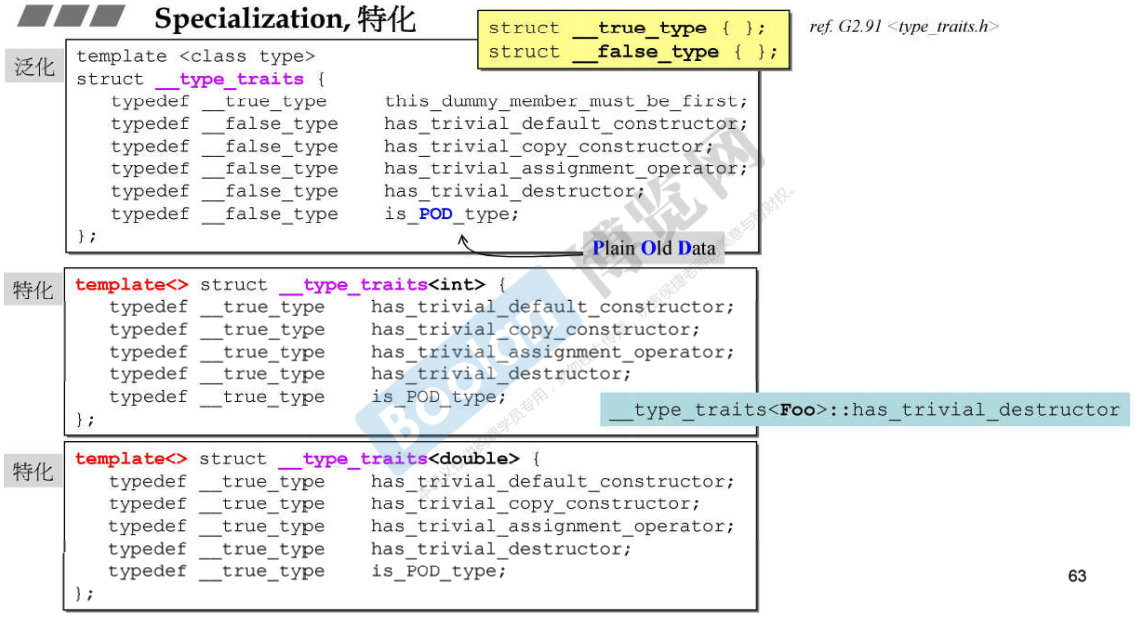 Specialization, 特化
struct __true_type { };
struct __false_type { };
ref. G2.91 <type_traits.h>
泛化
template <class type>
struct __type_traits {
typedef __true_type this_dummy_member_must_be_first;
typedef __false_type has_trivial_default_constructor;
typedef __false_type has_trivial_copy_constructor;
typedef __false_type has_trivial_assignment_operator;
typedef __false_type has_trivial_destructor;
typedef __false_type is_POD_type;
};
Plain Old Data
特化
template<> struct __type_traits<int> {
typedef __true_type has_trivial_default_constructor;
typedef __true_type has_trivial_copy_constructor;
typedef __true_type has_trivial_assignment_operator;
typedef __true_type has_trivial_destructor;
typedef __true_type is_POD_type;
};
__type_traits<Foo>::has_trivial_destructor
特化
template<> struct __type_traits<double> {
typedef __true_type has_trivial_default_constructor;
typedef __true_type has_trivial_copy_constructor;
typedef __true_type has_trivial_assignment_operator;
typedef __true_type has_trivial_destructor;
typedef __true_type is_POD_type;
};
63
Boolan 博览网